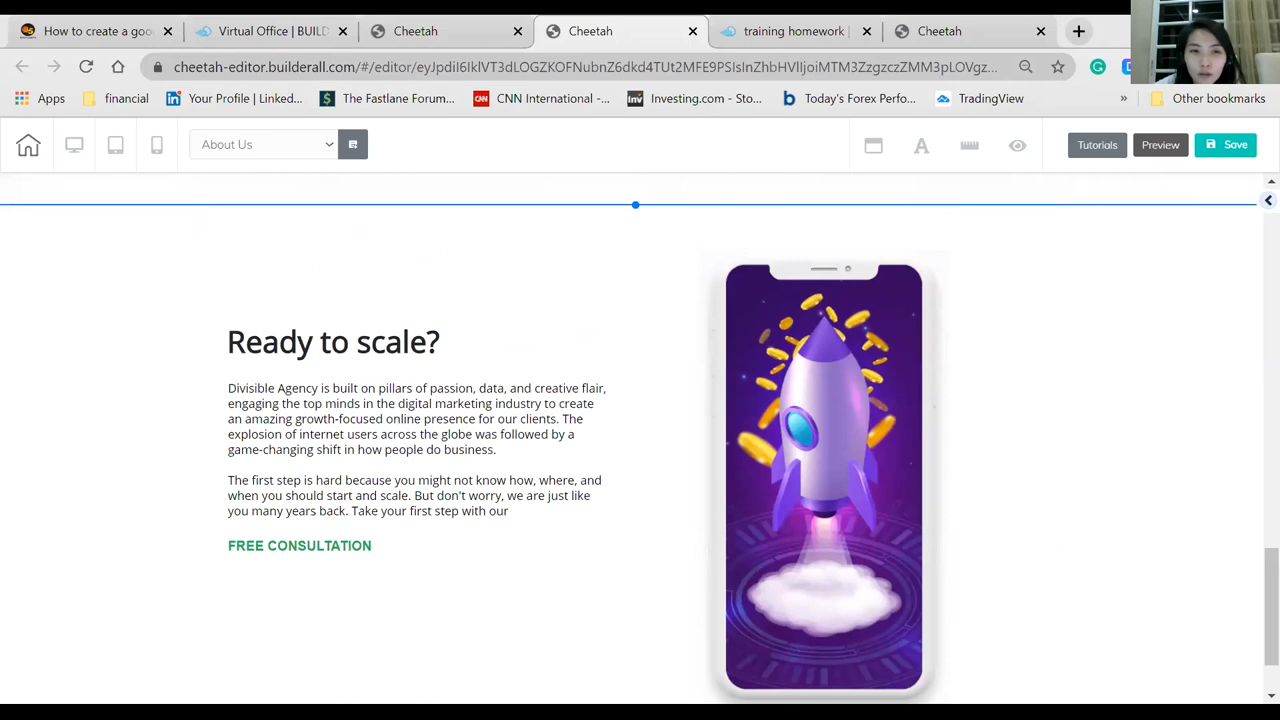 How to create a goo
Virtual Office | BUILD
Cheetah
Cheetah
training homework |
Cheetah
cheetah-editor.builderall.com/#/editor/
Apps
financial
Your Profile | Linked...
The Fastlane Forum...
CNN International -...
Investing.com - Sto...
Today's Forex Perfo...
TradingView
»
Other bookmarks
About Us
Tutorials
Preview
Save
Ready to scale?
Divisible Agency is built on pillars of passion, data, and creative flair,
engaging the top minds in the digital marketing industry to create
an amazing growth-focused online presence for our clients. The
explosion of internet users across the globe was followed by a
game-changing shift in how people do business.
The first step is hard because you might not know how, where, and
when you should start and scale. But don't worry, we are just like
you many years back. Take your first step with our
FREE CONSULTATION